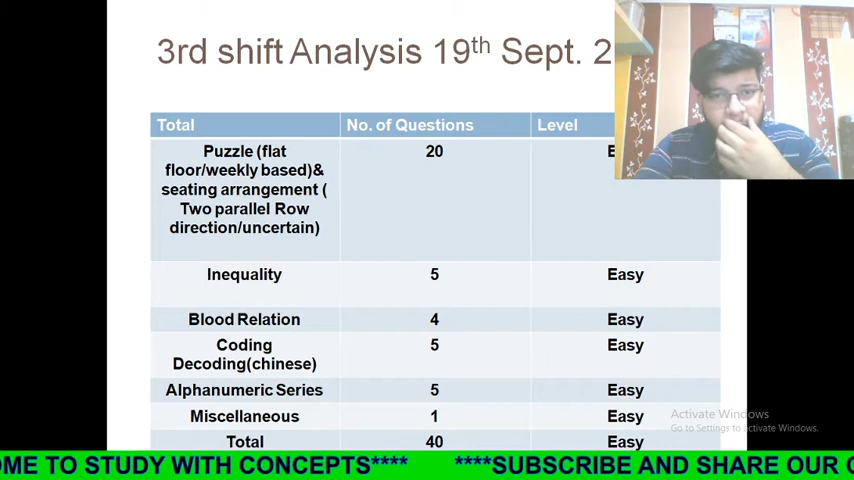 3rd shift Analysis 19th Sept. 2
Total No. of Questions Level
Puzzle (flat
floor/weekly based)&
seating arrangement (
Two parallel Row
direction/uncertain)
20
Inequality 5 Easy
Blood Relation 4 Easy
Coding
Decoding(chinese)
5 Easy
Alphanumeric Series 5 Easy
Miscellaneous 1 Easy
Total 40 Easy
Activate Windows
Go to Settings to activate Windows.
OME TO STUDY WITH CONCEPTS**** ****SUBSCRIBE AND SHARE OUR